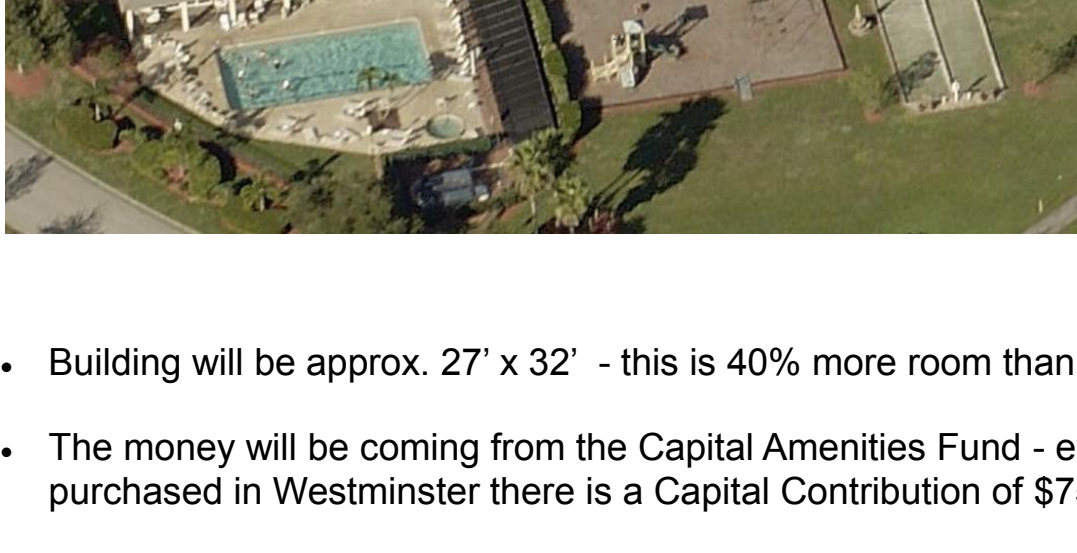 • Building will be approx. 27’ x 32’ - this is 40% more room than
• The money will be coming from the Capital Amenities Fund -
purchased in Westminster there is a Capital Contribution of